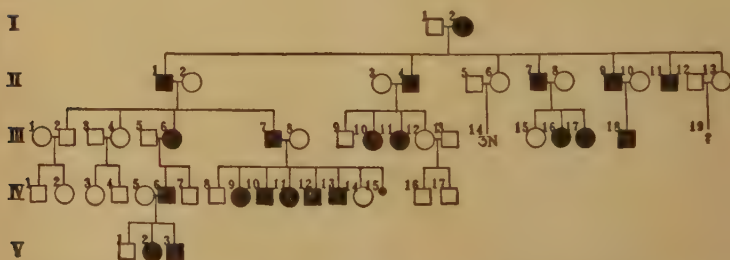 I 1 2
II 1 2 3 4 5 6 7 8 9 10 11 12 13
III 1 2 3 4 5 6 7 8 9 10 11 12 13 14 3N 15 16 17 18 19 ?
IV 1 2 3 4 5 6 7 8 9 10 11 12 13 14 15 16 17
V 1 2 3